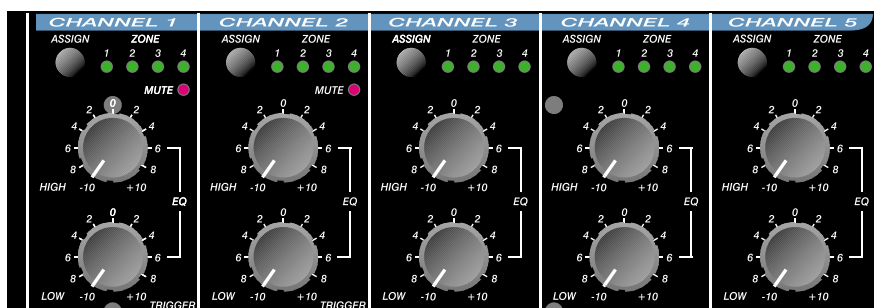 CHANNEL 1 CHANNEL 2 CHANNEL 3 CHANNEL 4 CHANNEL 5
ASSIGN ZONE ASSIGN ZONE ASSIGN ZONE ASSIGN ZONE ASSIGN ZONE
1 2 3 4 1 2 3 4 1 2 3 4 1 2 3 4 1 2 3 4
MUTE MUTE
0 0 0 0 0
2 2 2 2 2 2 2 2 2 2
4 4 4 4 4 4 4 4 4 4
6 6 6 6 6 6 6 6 6 6
8 8 8 8 8 8 8 8 8 8
HIGH -10 +10 HIGH -10 +10 HIGH -10 +10 HIGH -10 +10 HIGH -10 +10
EQ EQ EQ EQ EQ
0 0 0 0 0
2 2 2 2 2 2 2 2 2 2
4 4 4 4 4 4 4 4 4 4
6 6 6 6 6 6 6 6 6 6
8 8 8 8 8 8 8 8 8 8
LOW -10 +10 LOW -10 +10 LOW -10 +10 LOW -10 +10 LOW -10 +10
TRIGGER TRIGGER